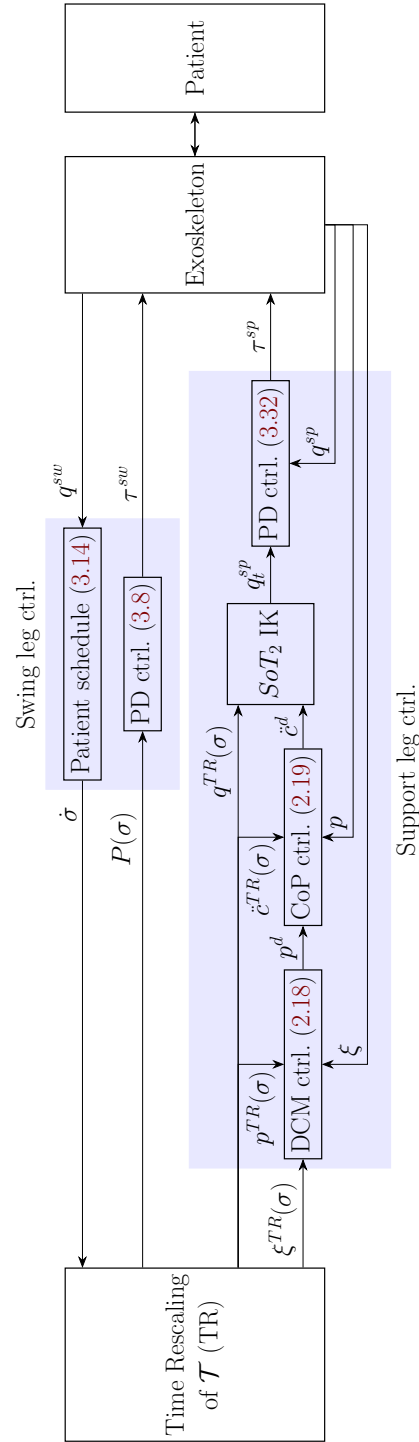 Swing leg ctrl.
Time Rescaling
of 𝒯 (TR)
σ̇
Patient schedule (3.14)
q^{sw}
P(σ)
PD ctrl. (3.8)
τ^{sw}
Exoskeleton
Patient
q^{TR}(σ)
p^{TR}(σ)
c̈^{TR}(σ)
ξ^{TR}(σ)
DCM ctrl. (2.18)
p^d
CoP ctrl. (2.19)
c̈^d
SoT₂ IK
q_t^{sp}
PD ctrl. (3.32)
τ^{sp}
ξ
p
q^{sp}
Support leg ctrl.